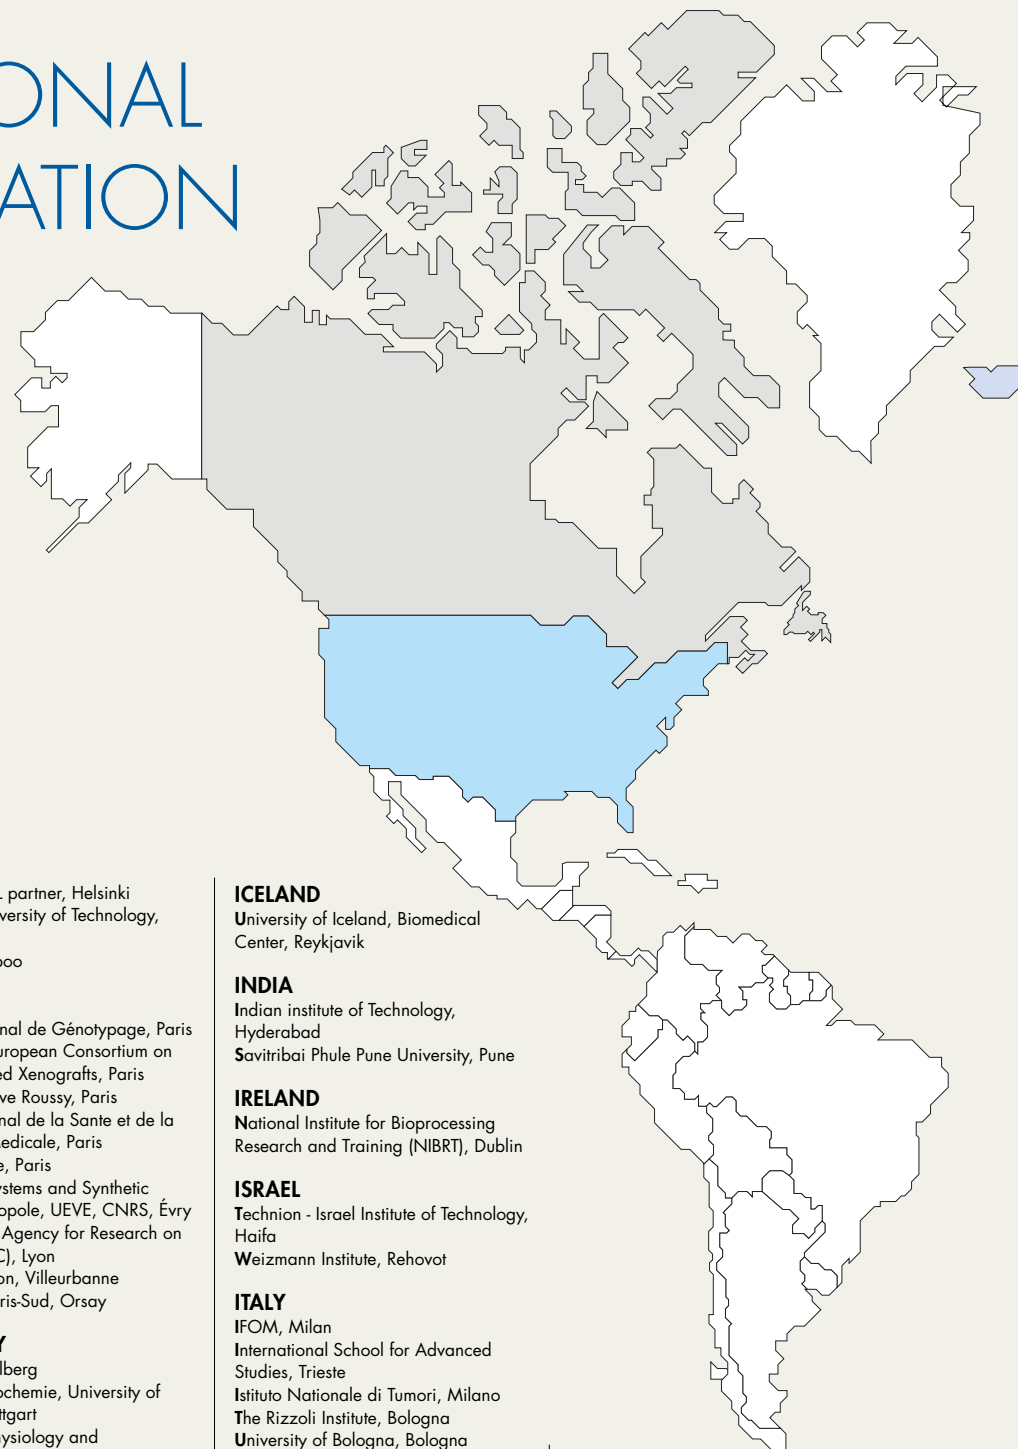 ONAL
ATION
L partner, Helsinki
versity of Technology,
poo
nal de Génotypage, Paris
uropean Consortium on
ed Xenografts, Paris
ve Roussy, Paris
nal de la Sante et de la
Medicale, Paris
e, Paris
ystems and Synthetic
opole, UEVE, CNRS, Évry
Agency for Research on
C), Lyon
on, Villeurbanne
ris-Sud, Orsay
Y
lberg
ochemie, University of
ttgart
ysiology and
ICELAND
University of Iceland, Biomedical
Center, Reykjavik
INDIA
Indian institute of Technology,
Hyderabad
Savitribai Phule Pune University, Pune
IRELAND
National Institute for Bioprocessing
Research and Training (NIBRT), Dublin
ISRAEL
Technion - Israel Institute of Technology,
Haifa
Weizmann Institute, Rehovot
ITALY
IFOM, Milan
International School for Advanced
Studies, Trieste
Istituto Nationale di Tumori, Milano
The Rizzoli Institute, Bologna
University of Bologna, Bologna